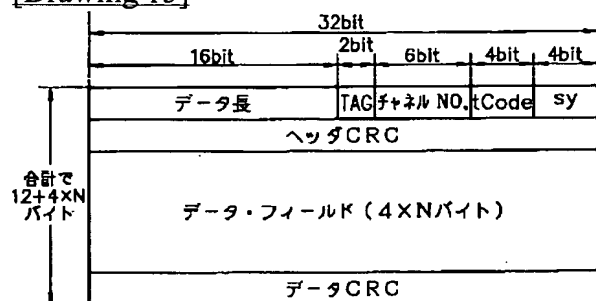 [Drawing 15]
32bit
16bit 2bit 6bit 4bit 4bit
データ長 TAG チャネル NO. tCode sy
ヘッダCRC
合計で
12+4×N
バイト
データ・フィールド (4×Nバイト)
データCRC